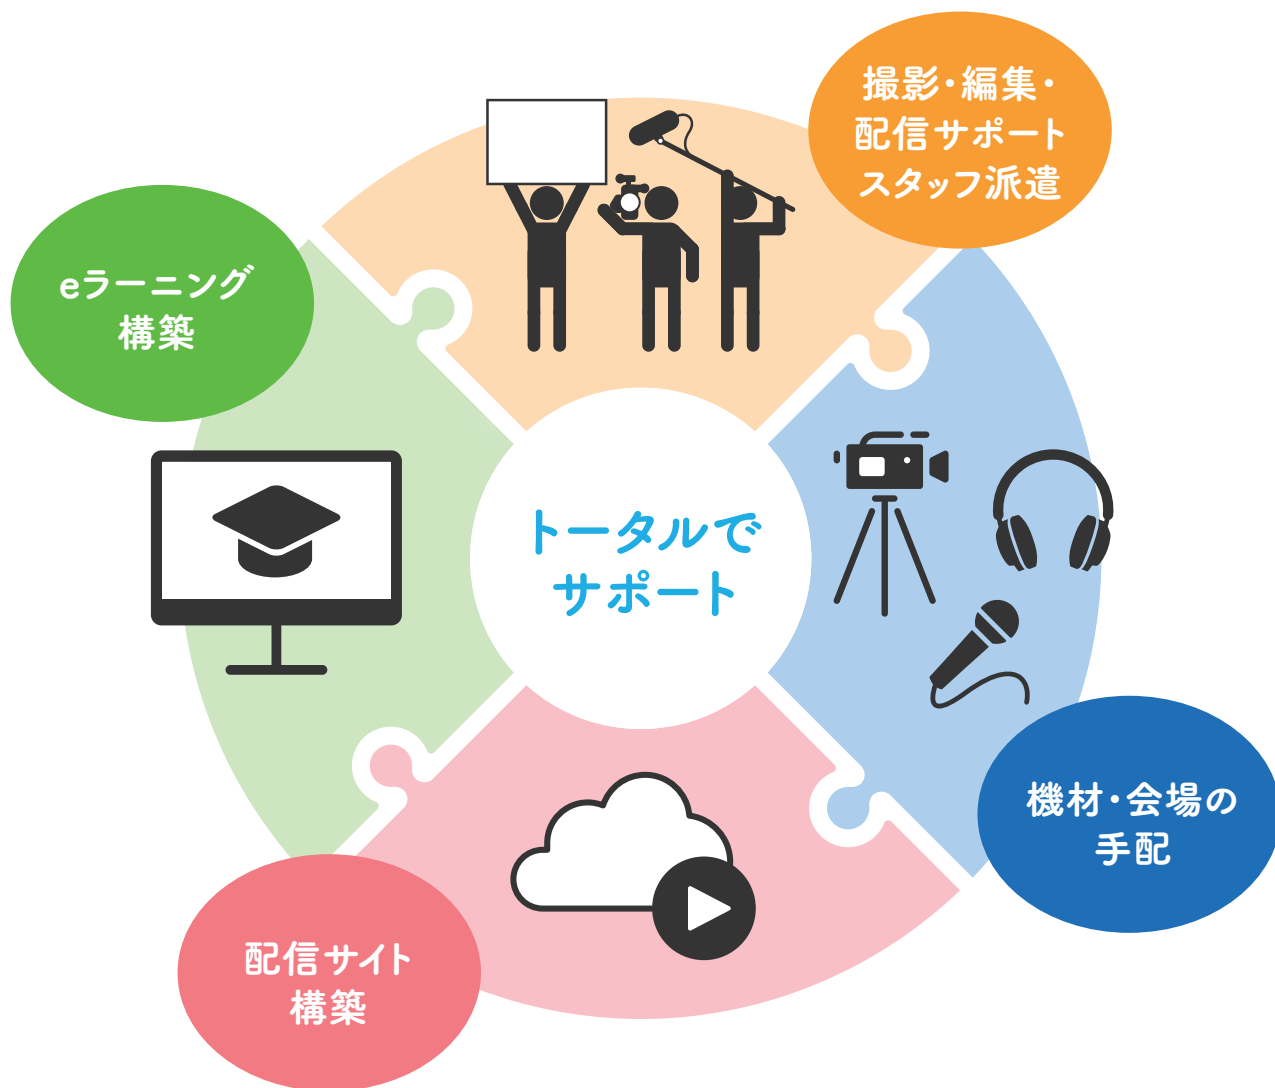 撮影・編集・
配信サポート
スタッフ派遣
eラーニング
構築
トータルで
サポート
機材・会場の
手配
配信サイト
構築